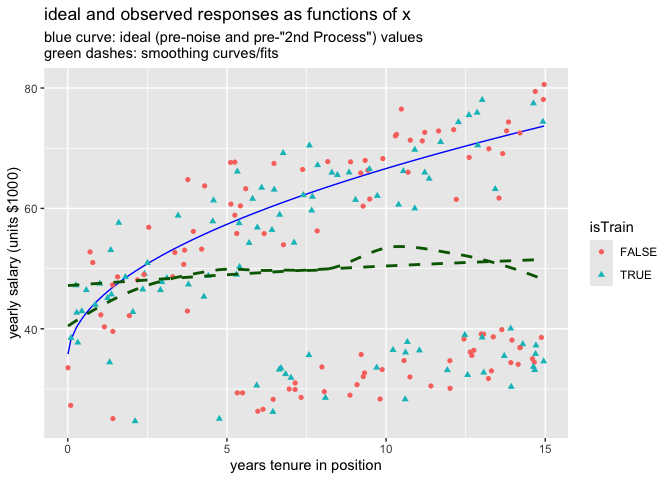 ideal and observed responses as functions of x
blue curve: ideal (pre-noise and pre-"2nd Process") values
green dashes: smoothing curves/fits
80
60
40
yearly salary (units $1000)
0
5
10
15
years tenure in position
isTrain
FALSE
TRUE